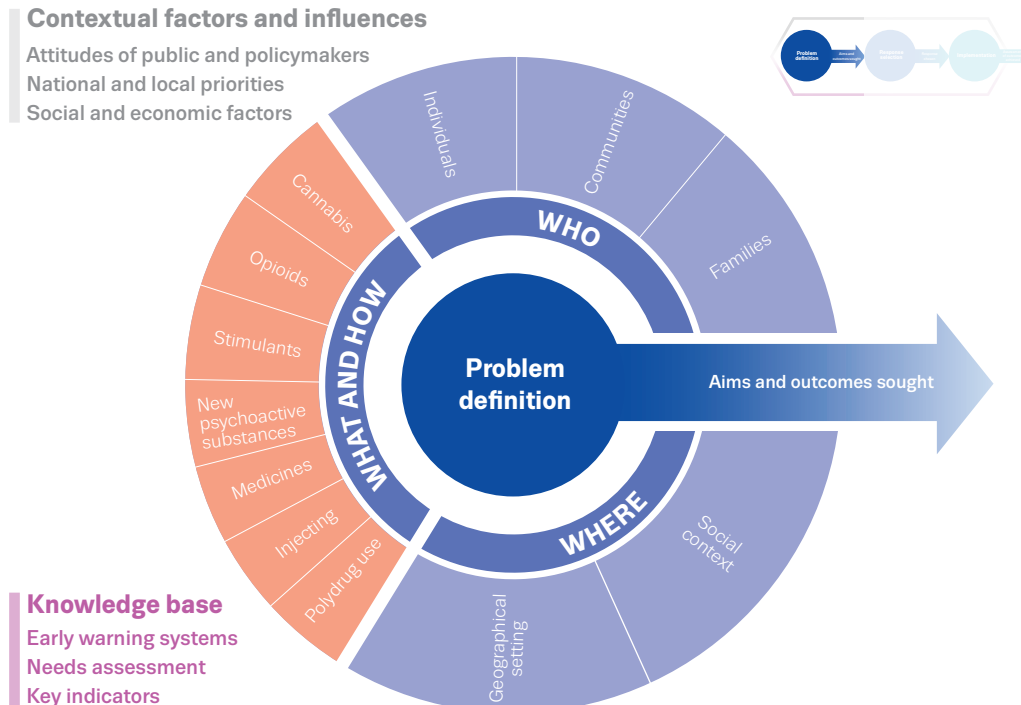 Contextual factors and influences
Attitudes of public and policymakers
National and local priorities
Social and economic factors
Problem
definition
WHO
Individuals
Communities
Families
WHAT AND HOW
Cannabis
Opioids
Stimulants
New
psychoactive
substances
Medicines
Injecting
Polydrug use
Problem
definition
Aims and outcomes sought
WHERE
Social
context
Geographical
setting
Knowledge base
Early warning systems
Needs assessment
Key indicators